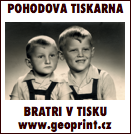 POHODOVA TISKARNA
BRATRI V TISKU
www.geoprint.cz